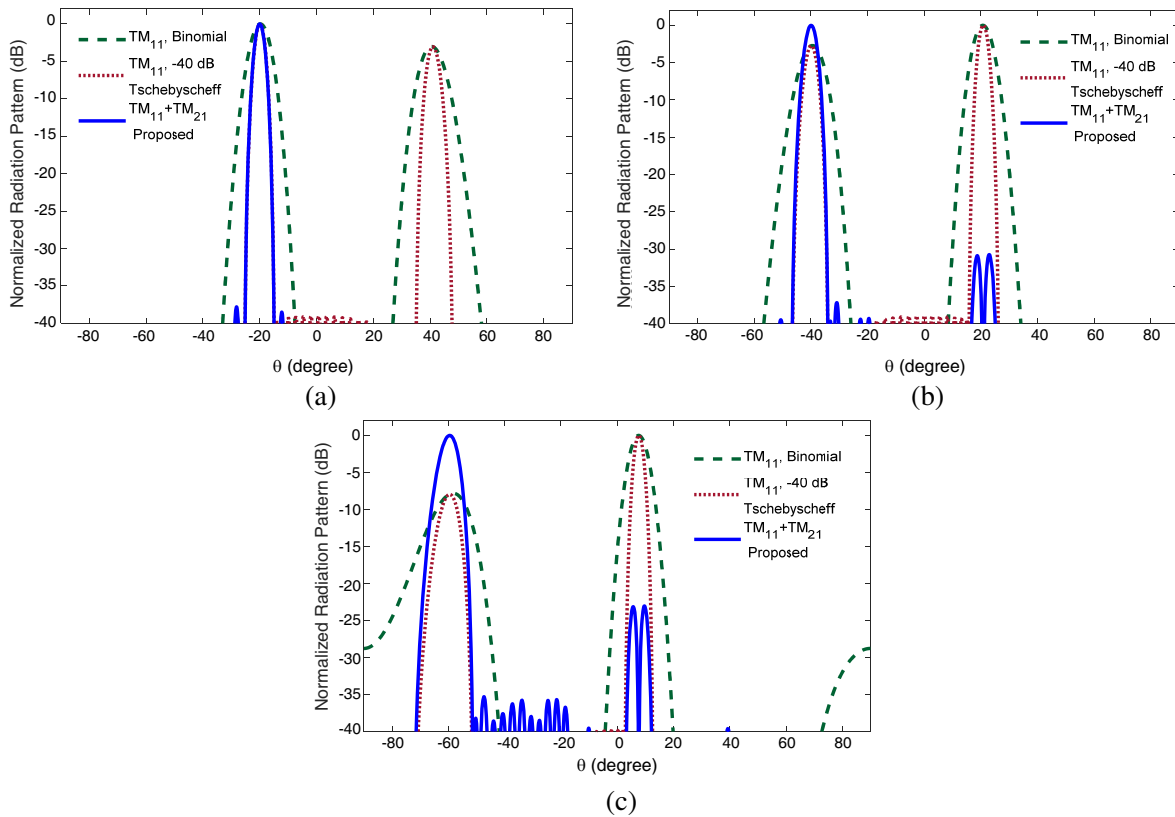 Normalized Radiation Pattern (dB)
0
-5
-10
-15
-20
-25
-30
-35
-40
TM11, Binomial
TM11, -40 dB
Tschebyscheff
TM11+TM21
Proposed
-80 -60 -40 -20 0 20 40 60 80
θ (degree)
(a)
Normalized Radiation Pattern (dB)
0
-5
-10
-15
-20
-25
-30
-35
-40
TM11, Binomial
TM11, -40 dB
Tschebyscheff
TM11+TM21
Proposed
-80 -60 -40 -20 0 20 40 60 80
θ (degree)
(b)
Normalized Radiation Pattern (dB)
0
-5
-10
-15
-20
-25
-30
-35
-40
TM11, Binomial
TM11, -40 dB
Tschebyscheff
TM11+TM21
Proposed
-80 -60 -40 -20 0 20 40 60 80
θ (degree)
(c)